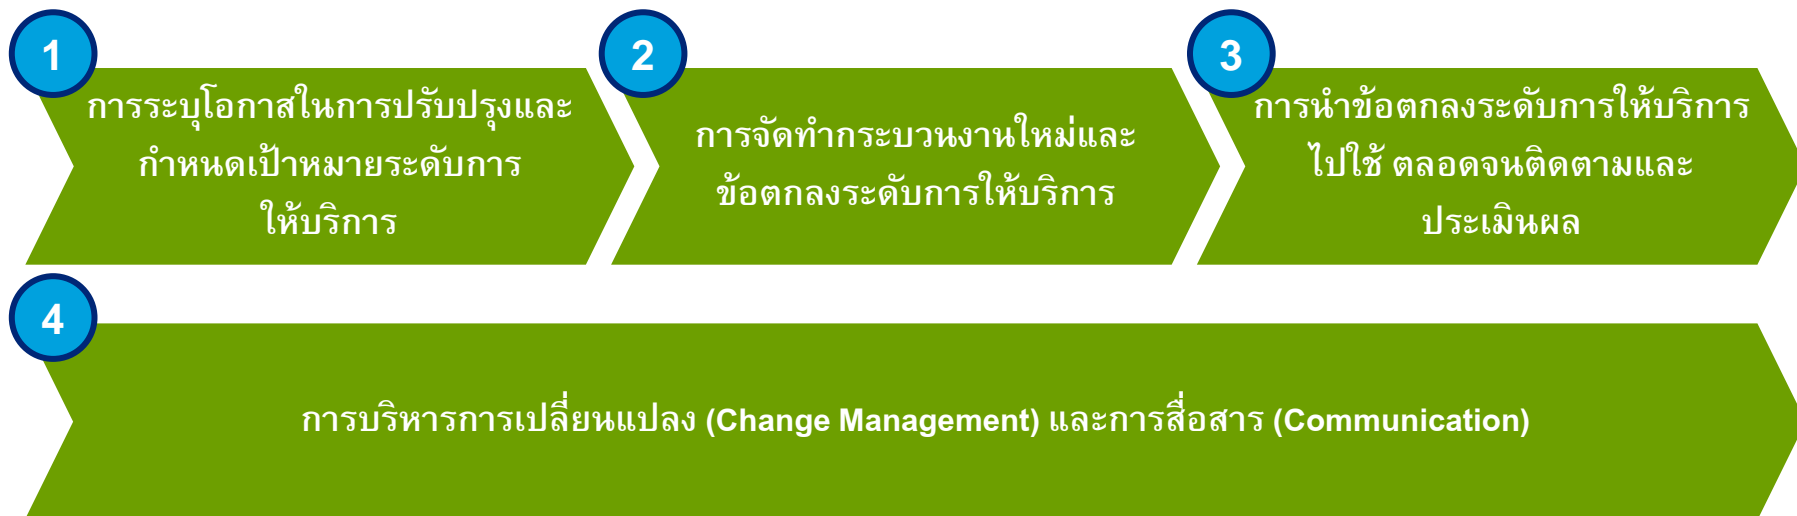 1
การระบุโอกาสในการปรับปรุงและ
กำหนดเป้าหมายระดับการ
ให้บริการ
2
การจัดทำกระบวนงานใหม่และ
ข้อตกลงระดับการให้บริการ
3
การนำข้อตกลงระดับการให้บริการ
ไปใช้ ตลอดจนติดตามและ
ประเมินผล
4
การบริหารการเปลี่ยนแปลง (Change Management) และการสื่อสาร (Communication)